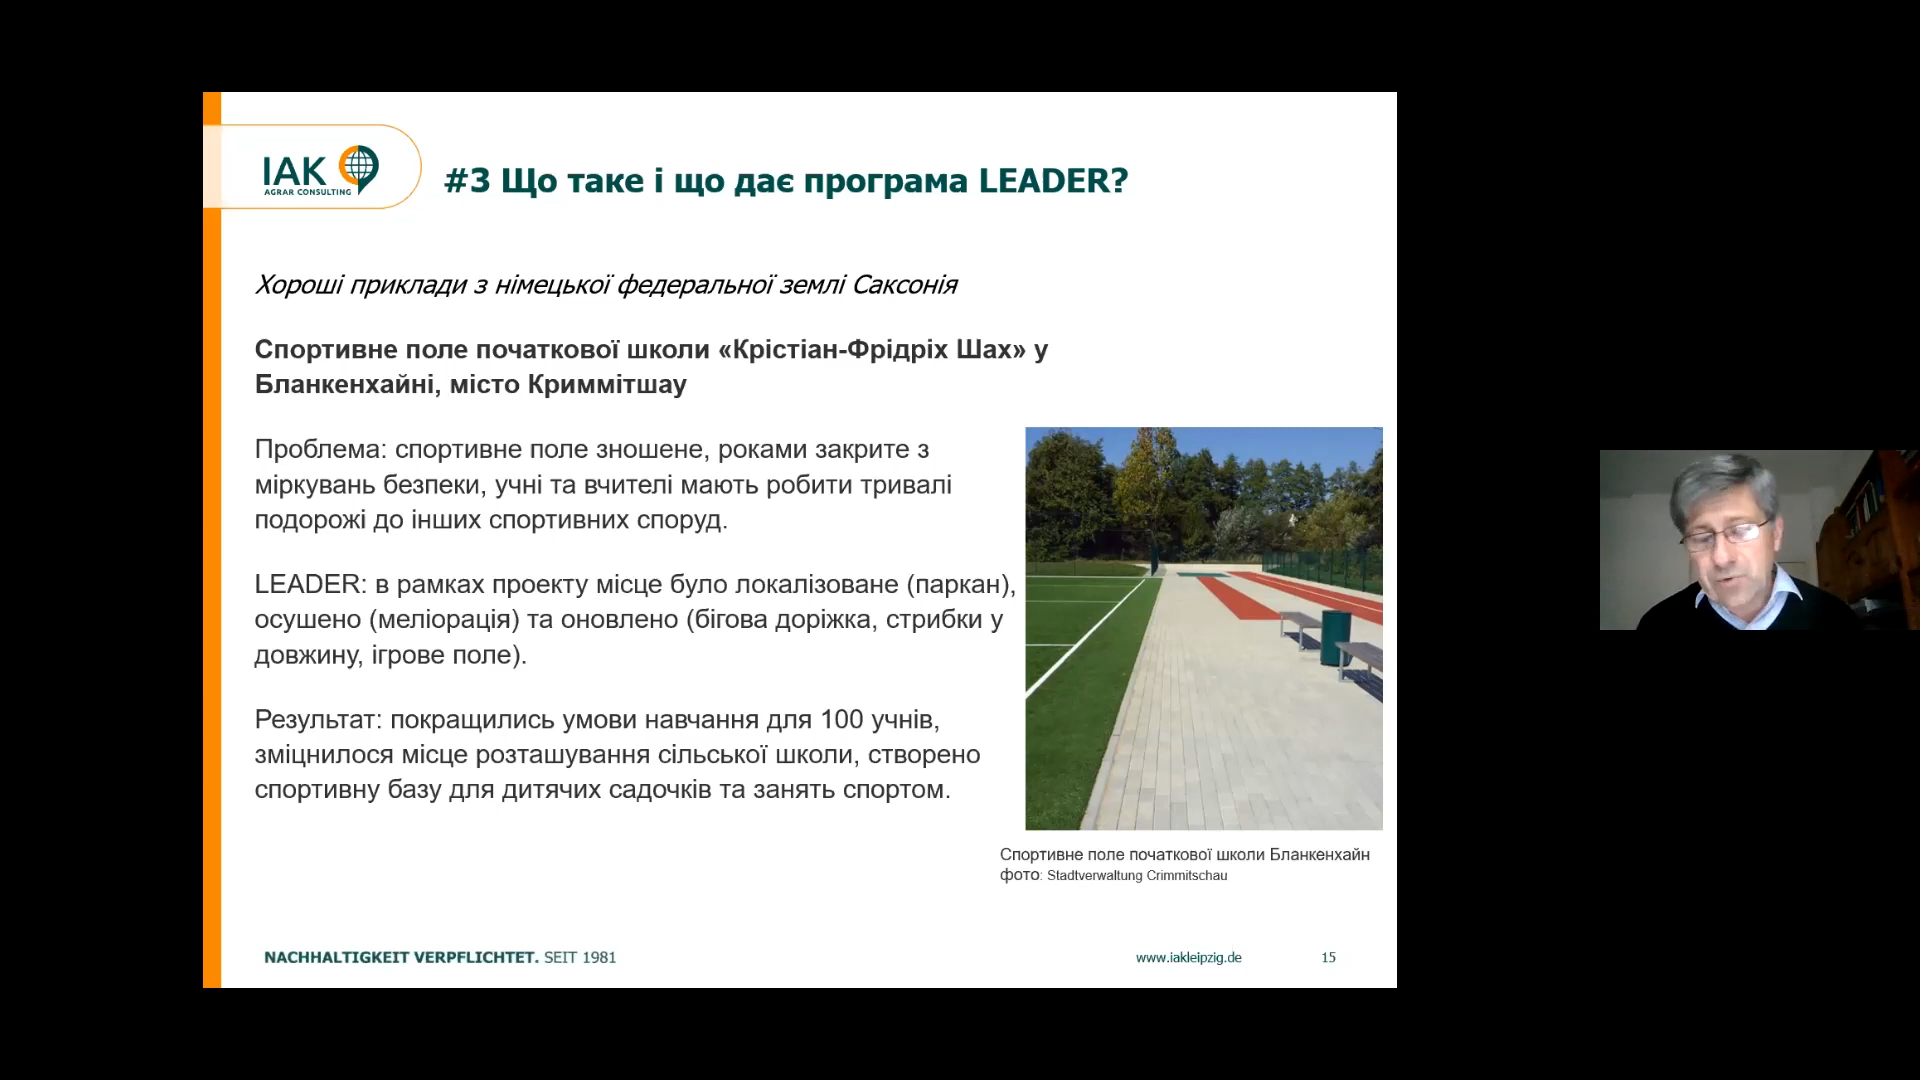 IAK
AGRAR CONSULTING
#3 Що таке і що дає програма LEADER?
Хороші приклади з німецької федеральної землі Саксонія
Спортивне поле початкової школи «Крістіан-Фрідріх Шах» у
Бланкенхайні, місто Криммітшау
Проблема: спортивне поле зношене, роками закрите з
міркувань безпеки, учні та вчителі мають робити тривалі
подорожі до інших спортивних споруд.
LEADER: в рамках проекту місце було локалізоване (паркан),
осушено (меліорація) та оновлено (бігова доріжка, стрибки у
довжину, ігрове поле).
Результат: покращились умови навчання для 100 учнів,
зміцнилося місце розташування сільської школи, створено
спортивну базу для дитячих садочків та занять спортом.
Спортивне поле початкової школи Бланкенхайн
фото: Stadtverwaltung Crimmitschau
NACHHALTIGKEIT VERPFLICHTET. SEIT 1981
www.iakleipzig.de
15